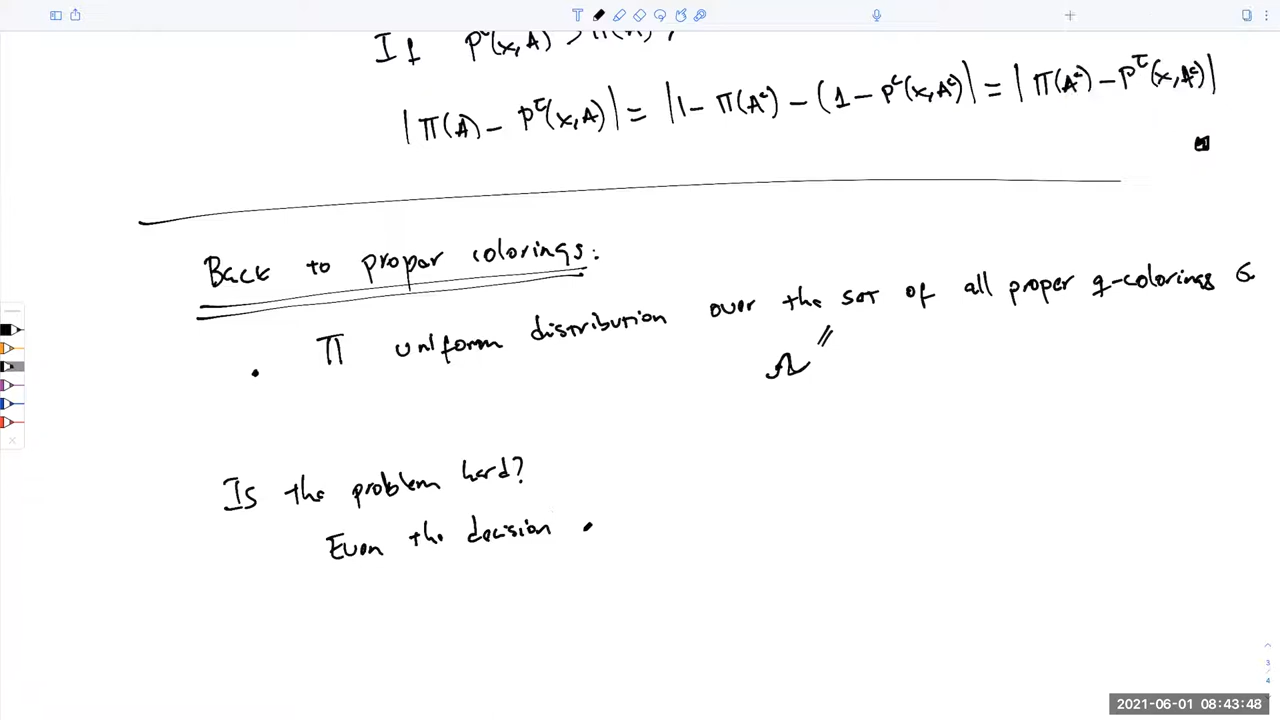 If P^τ(x,A) > π(A),
|π(A) - P^τ(x,A)| = |1 - π(A^c) - (1 - P^τ(x,A^c)| = |π(A^c) - P^τ(x,A^c)|
Back to proper colorings:
• π uniform distribution over the set of all proper q-colorings σ
Ω
Is the problem hard?
Even the decision
2021-06-01 08:43:48